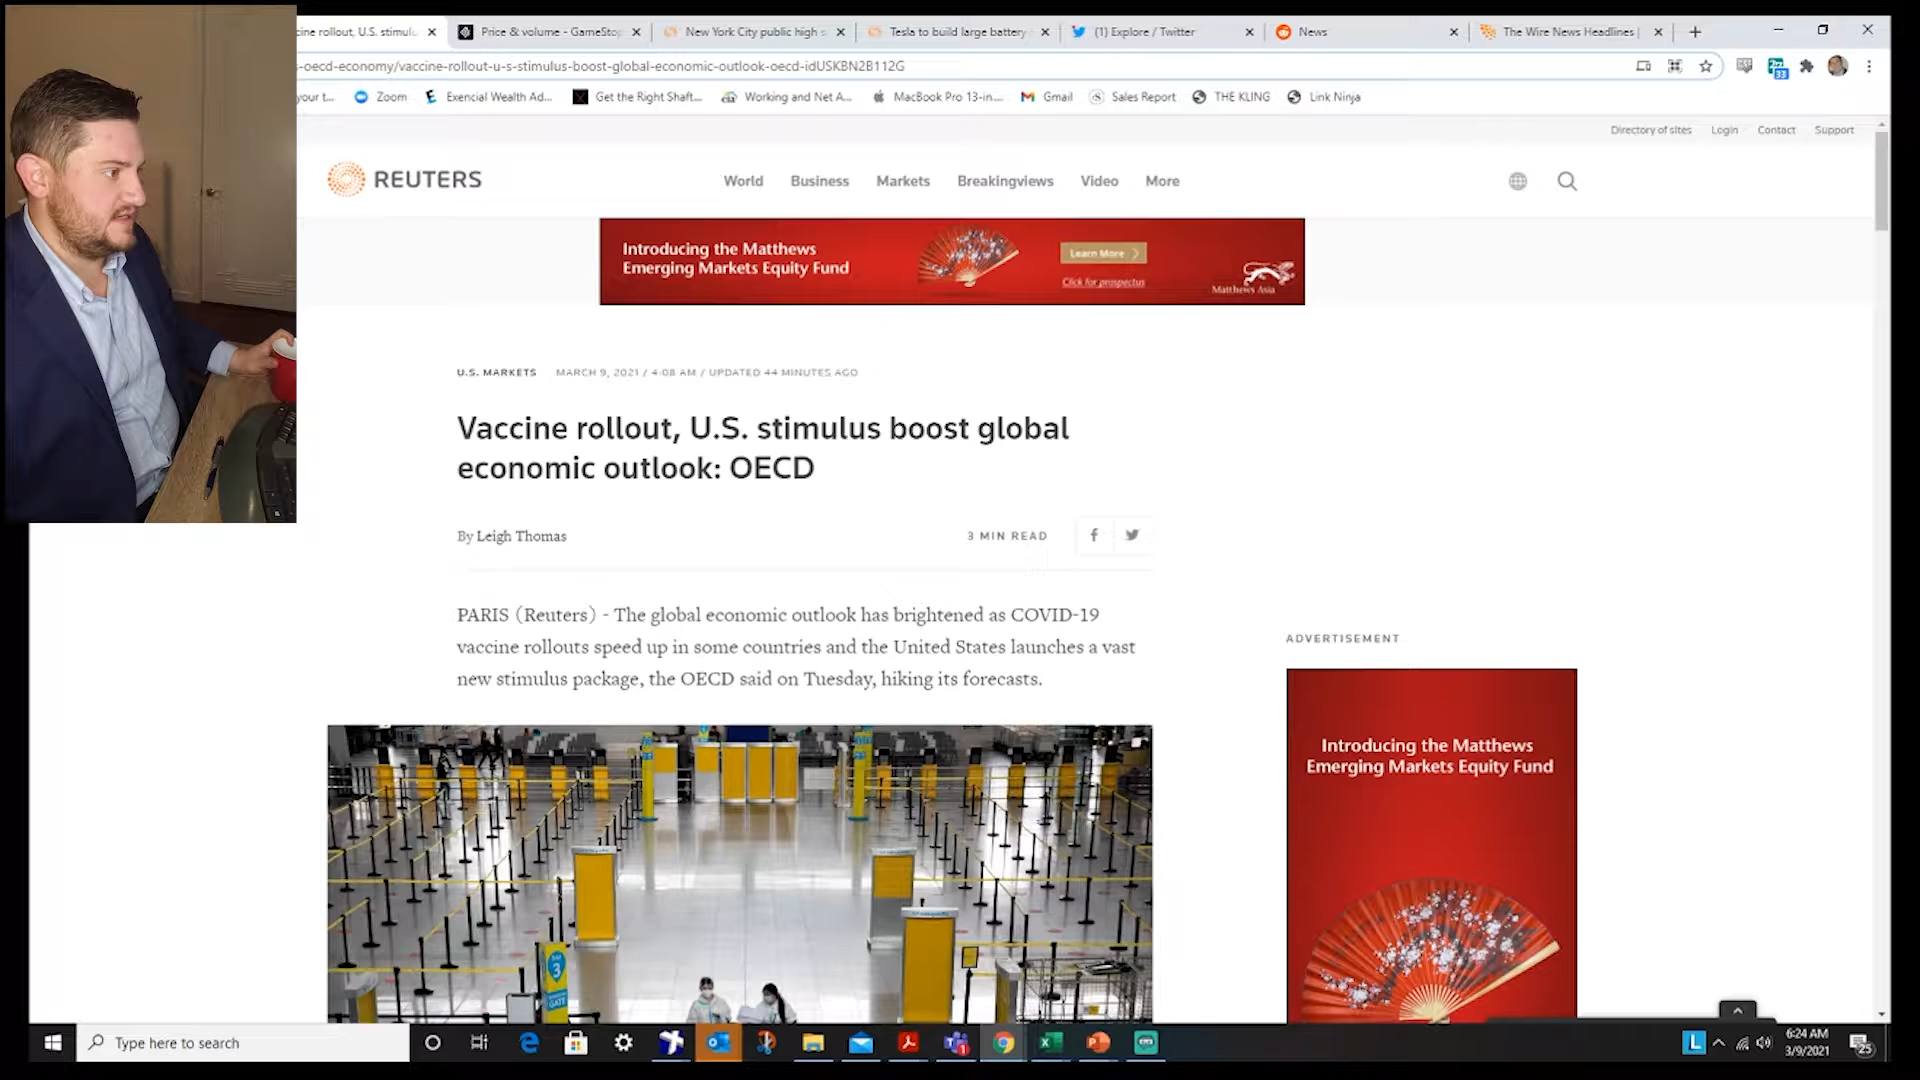 cine rollout, U.S. stimulu
Price & volume - GameStop
New York City public high s
Tesla to build large battery
(1) Explore / Twitter
News
The Wire News Headlines |
-oecd-economy/vaccine-rollout-u-s-stimulus-boost-global-economic-outlook-oecd-idUSKBN2B112G
33
your t...
Zoom
Exencial Wealth Ad...
Get the Right Shaft...
Working and Net A...
MacBook Pro 13-in....
Gmail
Sales Report
THE KLING
Link Ninja
Directory of sites
Login
Contact
Support
REUTERS
World
Business
Markets
Breakingviews
Video
More
Introducing the Matthews
Emerging Markets Equity Fund
Learn More
Click for prospectus
Matthews Asia
U.S. MARKETS
MARCH 9, 2021 / 4:08 AM / UPDATED 44 MINUTES AGO
Vaccine rollout, U.S. stimulus boost global
economic outlook: OECD
By Leigh Thomas
3 MIN READ
PARIS (Reuters) - The global economic outlook has brightened as COVID-19
vaccine rollouts speed up in some countries and the United States launches a vast
new stimulus package, the OECD said on Tuesday, hiking its forecasts.
ADVERTISEMENT
Introducing the Matthews
Emerging Markets Equity Fund
3
GATE
Type here to search
L
6:24 AM
3/9/2021
25